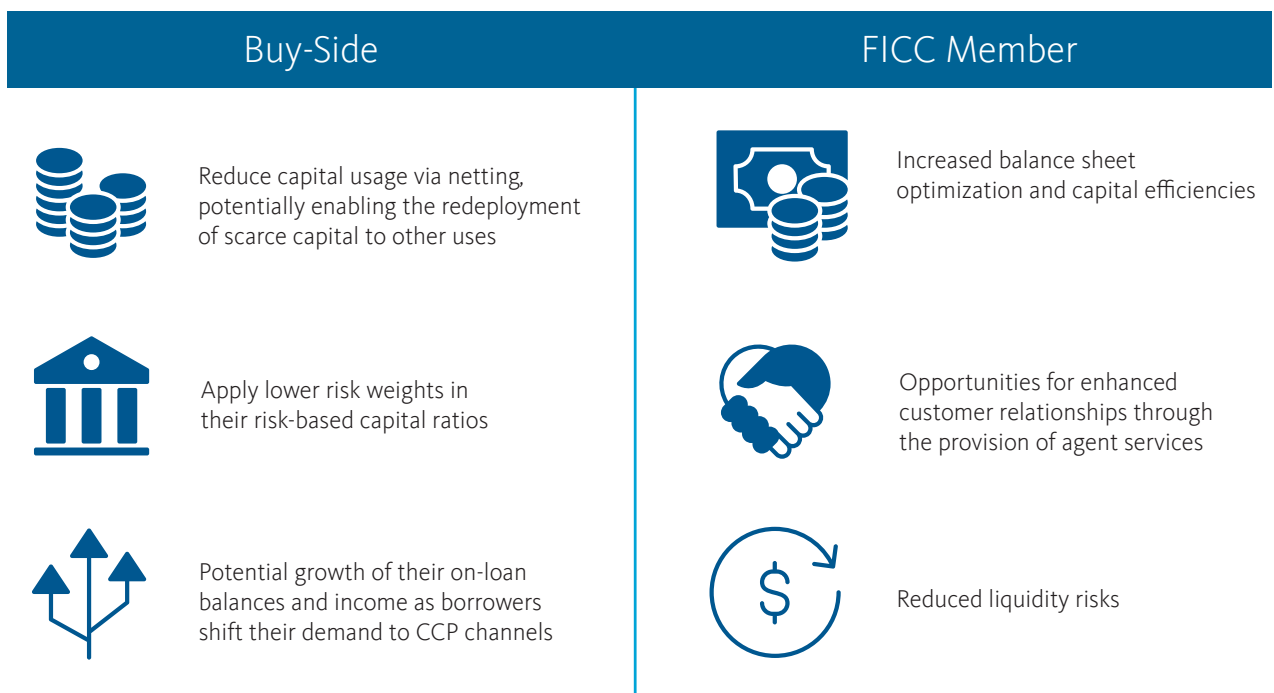 Buy-Side
Reduce capital usage via netting,
potentially enabling the redeployment
of scarce capital to other uses
Apply lower risk weights in
their risk-based capital ratios
Potential growth of their on-loan
balances and income as borrowers
shift their demand to CCP channels
FICC Member
Increased balance sheet
optimization and capital efficiencies
Opportunities for enhanced
customer relationships through
the provision of agent services
$
Reduced liquidity risks